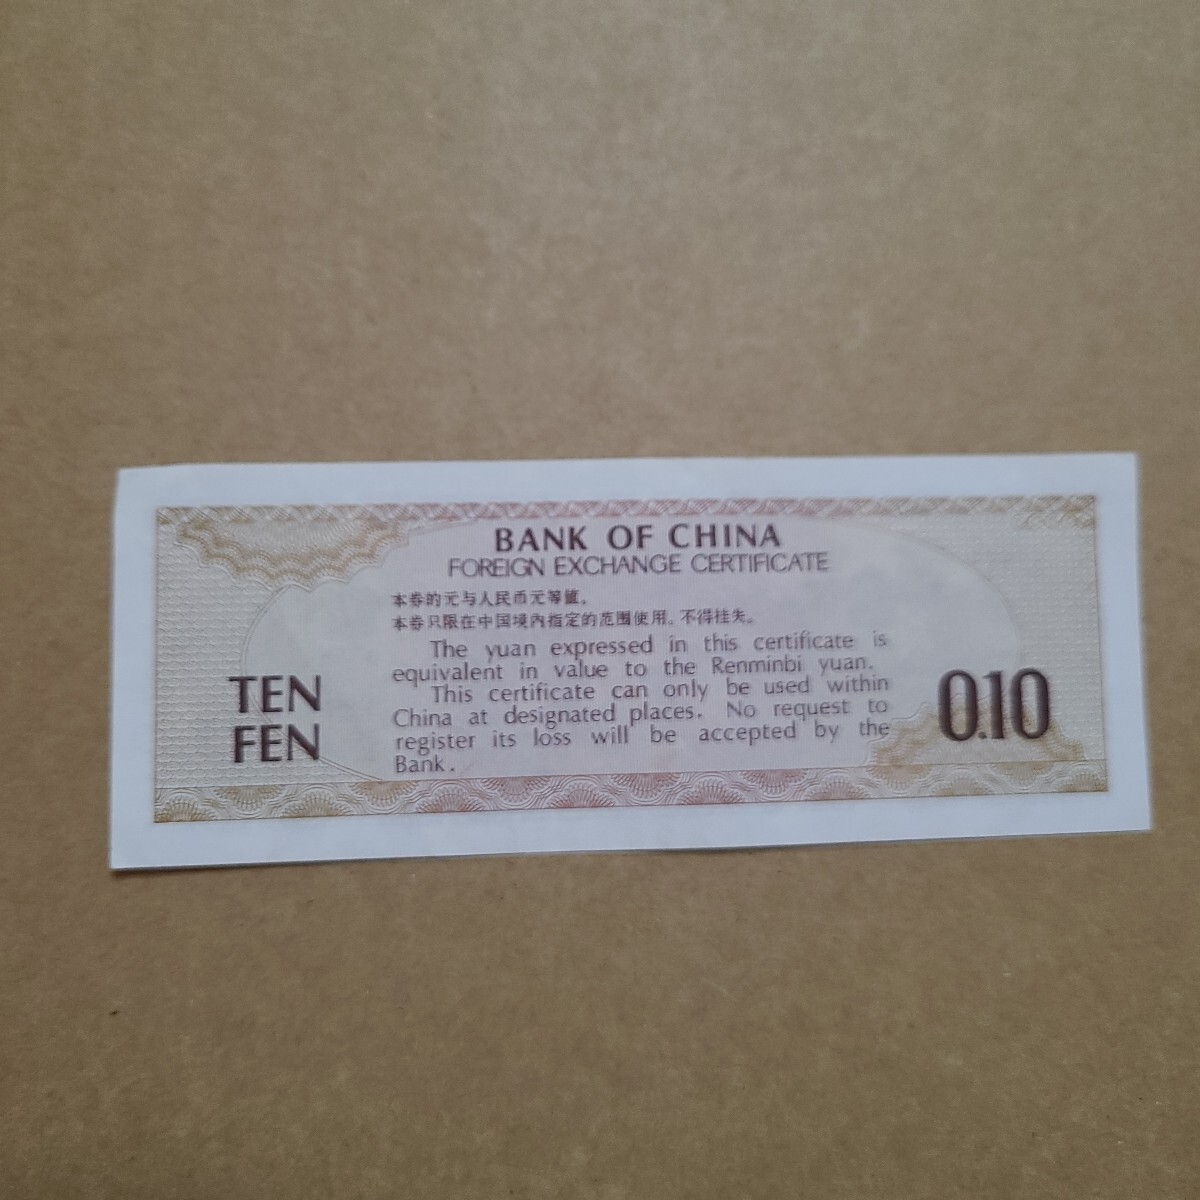 BANK OF CHINA
FOREIGN EXCHANGE CERTIFICATE
本券的元与人民币元等值。
本券只限在中国境内指定的范围使用。不得挂失。
The yuan expressed in this certificate is
equivalent in value to the Renminbi yuan.
This certificate can only be used within
China at designated places. No request to
register its loss will be accepted by the
Bank.
TEN
FEN
0.10